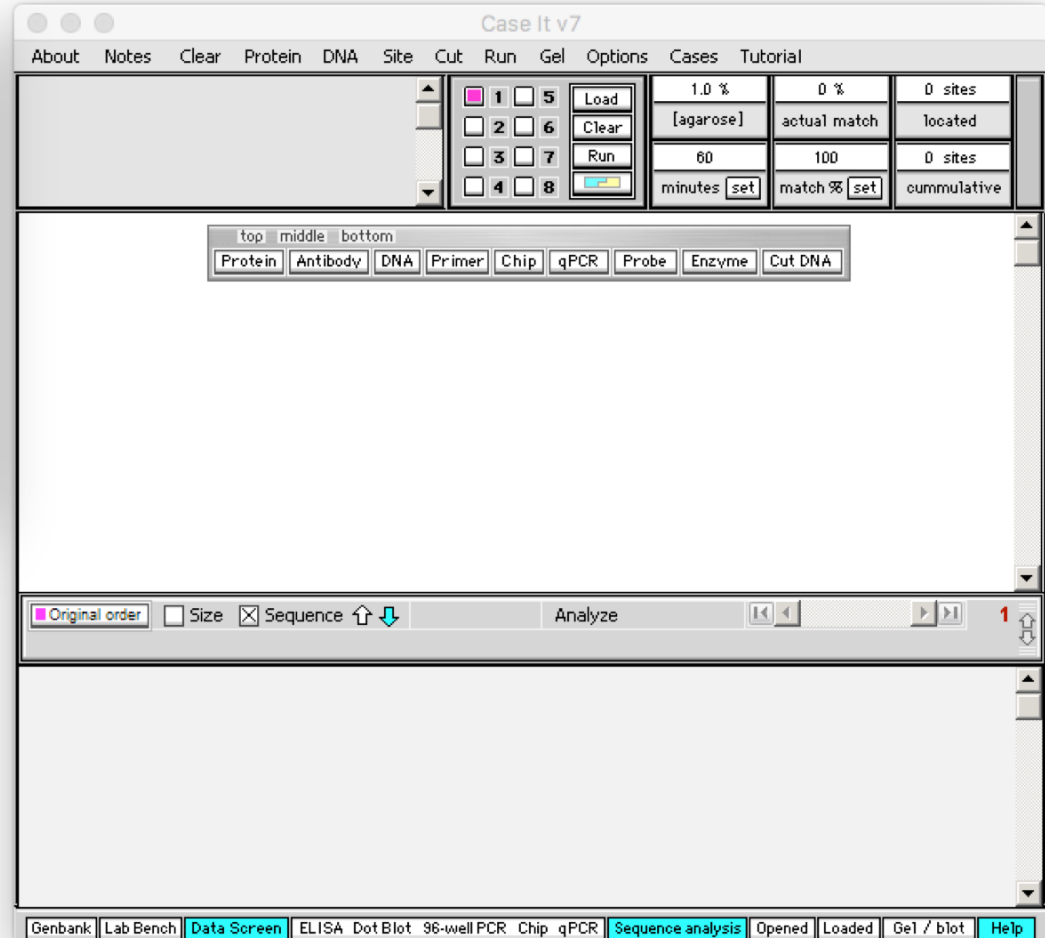 Case It v7
About Notes Clear Protein DNA Site Cut Run Gel Options Cases Tutorial
1 5 Load 1.0 % 0 % 0 sites
2 6 Clear [agarose] actual match located
3 7 Run 60 100 0 sites
4 8 minutes set match % set cummulative
top middle bottom
Protein Antibody DNA Primer Chip qPCR Probe Enzyme Cut DNA
Original order Size Sequence Analyze 1
Genbank Lab Bench Data Screen ELISA Dot Blot 96-well PCR Chip qPCR Sequence analysis Opened Loaded Gel / blot Help